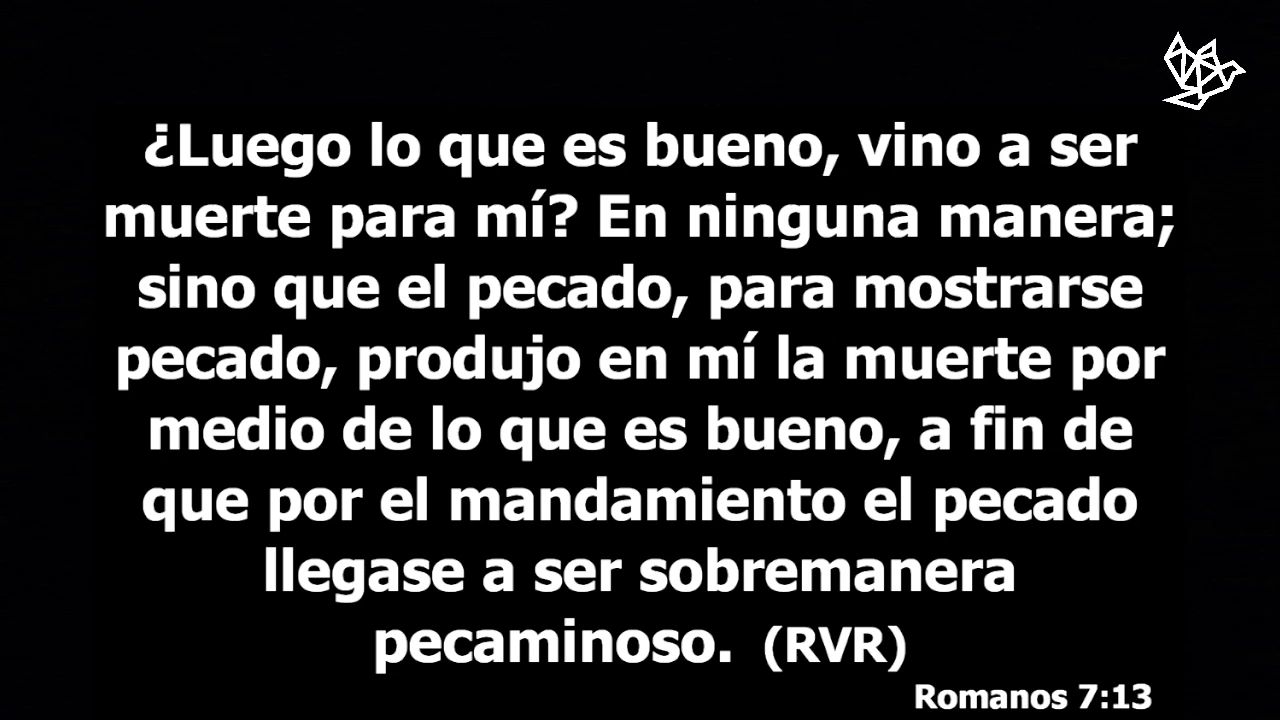 ¿Luego lo que es bueno, vino a ser
muerte para mí? En ninguna manera;
sino que el pecado, para mostrarse
pecado, produjo en mí la muerte por
medio de lo que es bueno, a fin de
que por el mandamiento el pecado
llegase a ser sobremanera
pecaminoso. (RVR)
Romanos 7:13